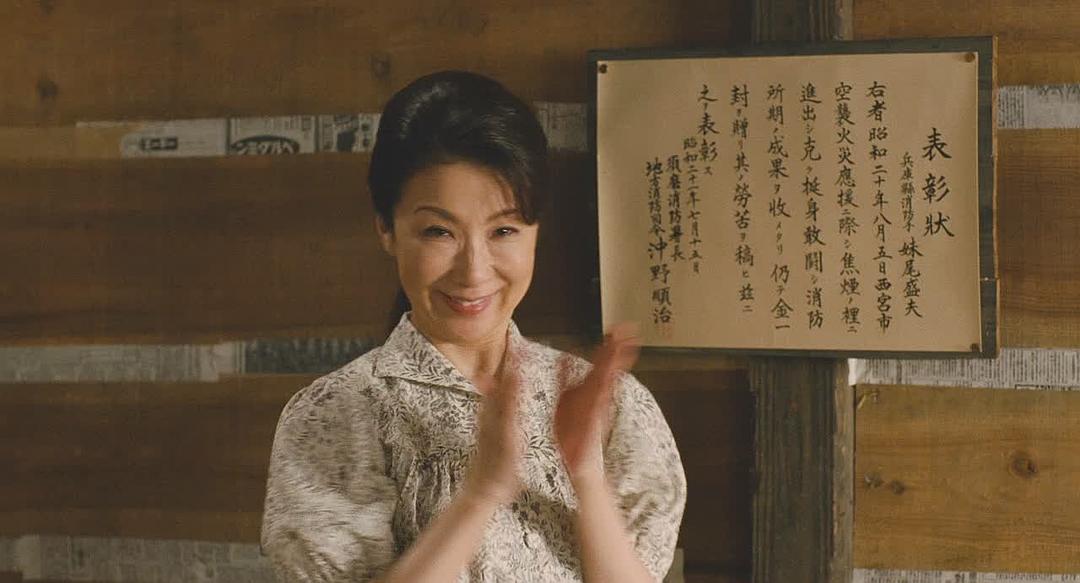 表彰狀
兵庫縣消防手 妹尾盛夫
右者昭和二十年八月五日西宮市
空襲火災應援ニ際シ焦煙ノ裡ニ
進出シ克ク挺身敢鬪シ消防
所期ノ成果ヲ收メタリ仍テ金一
封ヲ贈リ其ノ勞苦ヲ稿ヒ茲ニ
之ヲ表彰ス
昭和二十一年七月十五日
須磨消防署長
地方消防司令 沖野順治